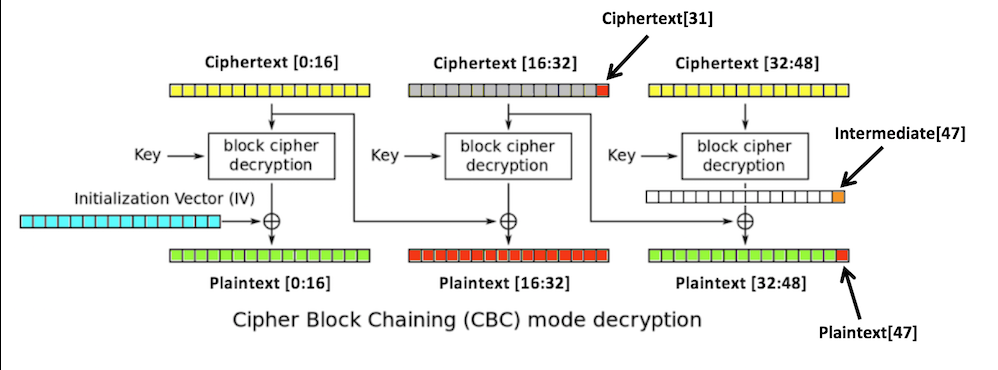 Ciphertext[31]
Ciphertext [0:16]
Ciphertext [16:32]
Ciphertext [32:48]
Intermediate[47]
Key
block cipher
decryption
Key
block cipher
decryption
Key
block cipher
decryption
Initialization Vector (IV)
Plaintext [0:16]
Plaintext [16:32]
Plaintext [32:48]
Cipher Block Chaining (CBC) mode decryption
Plaintext[47]